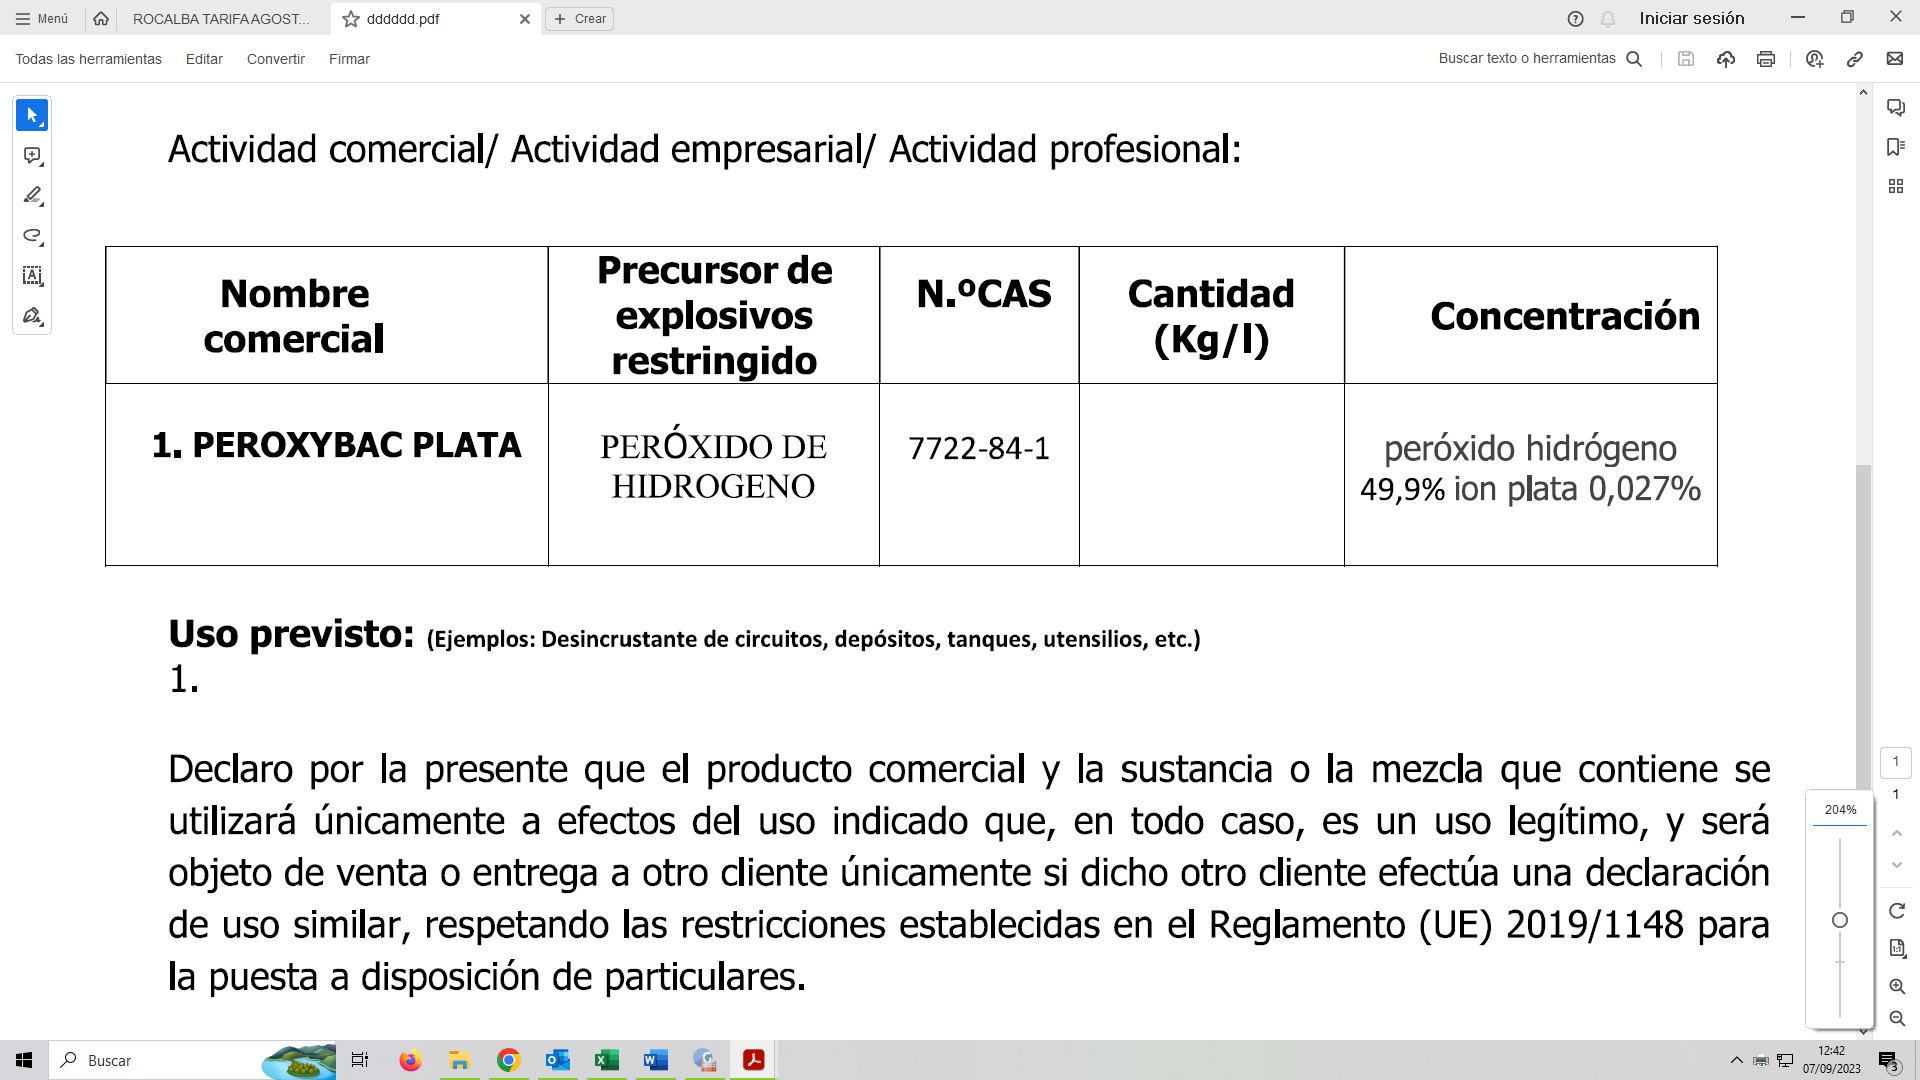 Menú
ROCALBA TARIFA AGOST...
dddddd.pdf
Crear
Iniciar sesión
Todas las herramientas
Editar
Convertir
Firmar
Buscar texto o herramientas
Actividad comercial/ Actividad empresarial/ Actividad profesional:
Nombre
comercial
Precursor de
explosivos
restringido
N.ºCAS
Cantidad
(Kg/l)
Concentración
1. PEROXYBAC PLATA
PERÓXIDO DE
HIDROGENO
7722-84-1
peróxido hidrógeno
49,9% ion plata 0,027%
Uso previsto: (Ejemplos: Desincrustante de circuitos, depósitos, tanques, utensilios, etc.)
1.
Declaro por la presente que el producto comercial y la sustancia o la mezcla que contiene se
utilizará únicamente a efectos del uso indicado que, en todo caso, es un uso legítimo, y será
objeto de venta o entrega a otro cliente únicamente si dicho otro cliente efectúa una declaración
de uso similar, respetando las restricciones establecidas en el Reglamento (UE) 2019/1148 para
la puesta a disposición de particulares.
1
1
204%
Buscar
12:42
07/09/2023
3